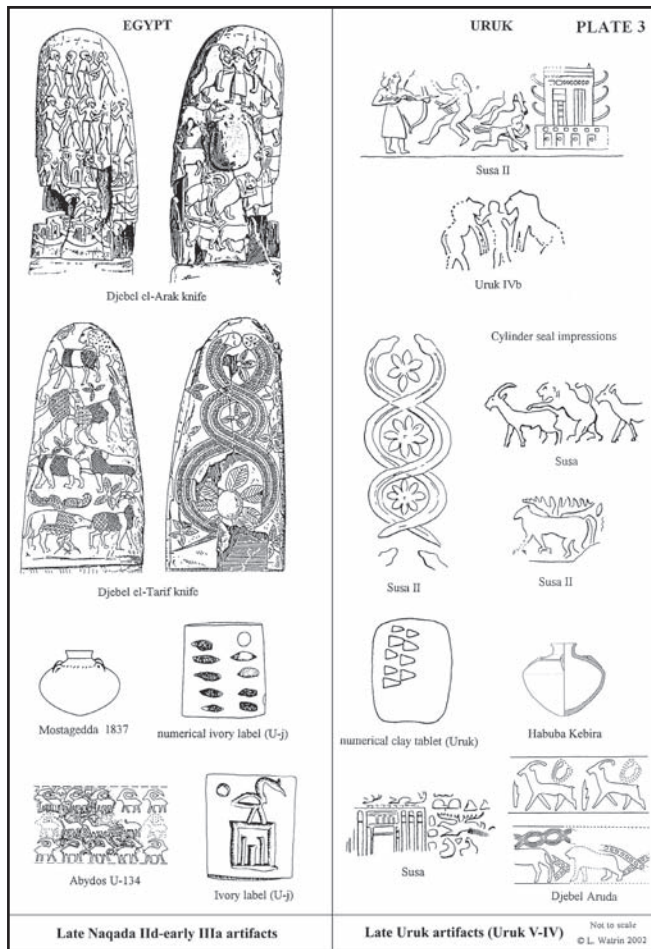 EGYPT
URUK
PLATE 3
Susa II
Uruk IVb
Djebel el-Arak knife
Cylinder seal impressions
Susa
Susa II
Susa II
Djebel el-Tarif knife
Mostagedda 1837
numerical ivory label (U-j)
numerical clay tablet (Uruk)
Habuba Kebira
Abydos U-134
Ivory label (U-j)
Susa
Djebel Aruda
Late Naqada IId-early IIIa artifacts
Late Uruk artifacts (Uruk V-IV)
Not to scale
© L. Watrin 2002